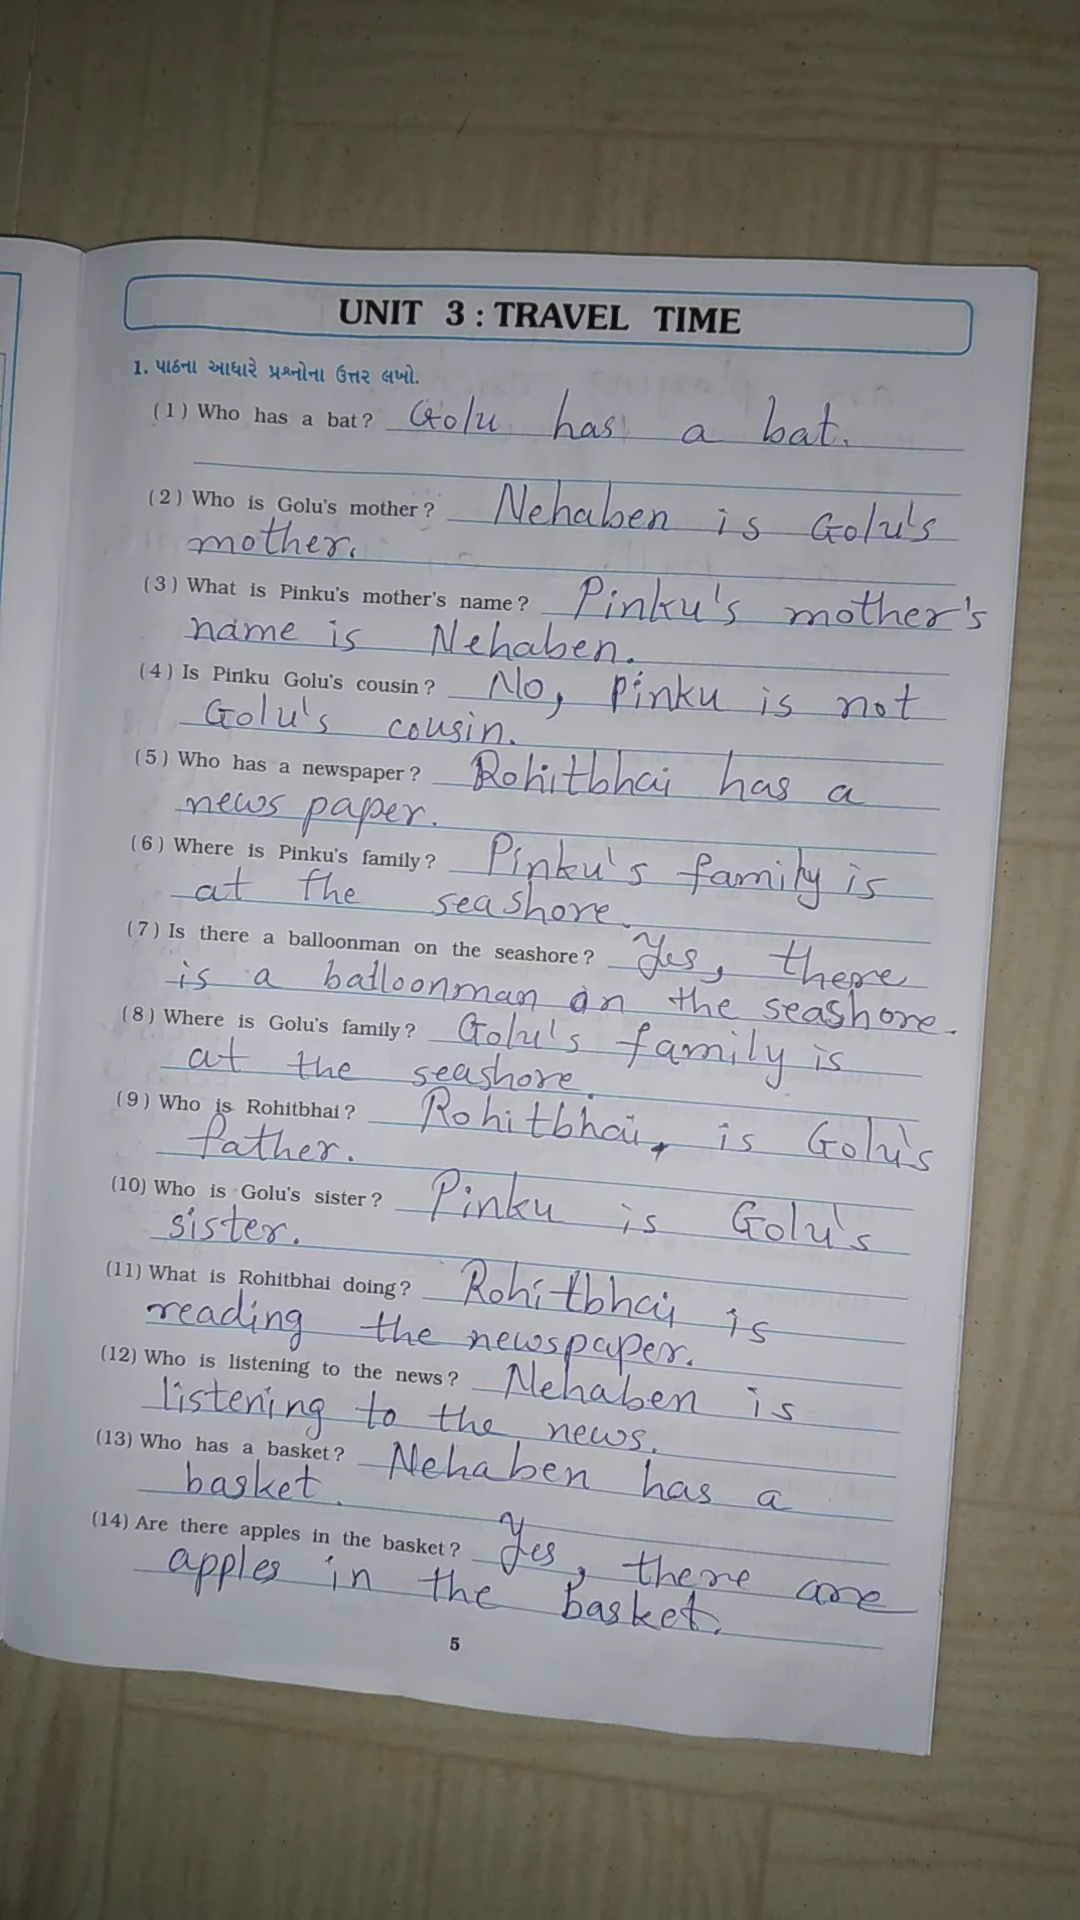 UNIT 3 : TRAVEL TIME
1. પાઠના આધારે પ્રશ્નોના ઉત્તર લખો.
(1) Who has a bat? Golu has a bat.
(2) Who is Golu's mother? Nehaben is Golu's
mother.
(3) What is Pinku's mother's name? Pinku's mother's
name is Nehaben.
(4) Is Pinku Golu's cousin? No, Pinku is not
Golu's cousin.
(5) Who has a newspaper? Rohitbhai has a
news paper.
(6) Where is Pinku's family? Pinku's family is
at the seashore.
(7) Is there a balloonman on the seashore? Yes, there
is a balloonman on the seashore.
(8) Where is Golu's family? Golu's family is
at the seashore.
(9) Who is Rohitbhai? Rohitbhai, is Golu's
father.
(10) Who is Golu's sister? Pinku is Golu's
sister.
(11) What is Rohitbhai doing? Rohitbhai is
reading the newspaper.
(12) Who is listening to the news? Nehaben is
listening to the news.
(13) Who has a basket? Nehaben has a
basket.
(14) Are there apples in the basket? Yes, there are
apples in the basket.
5